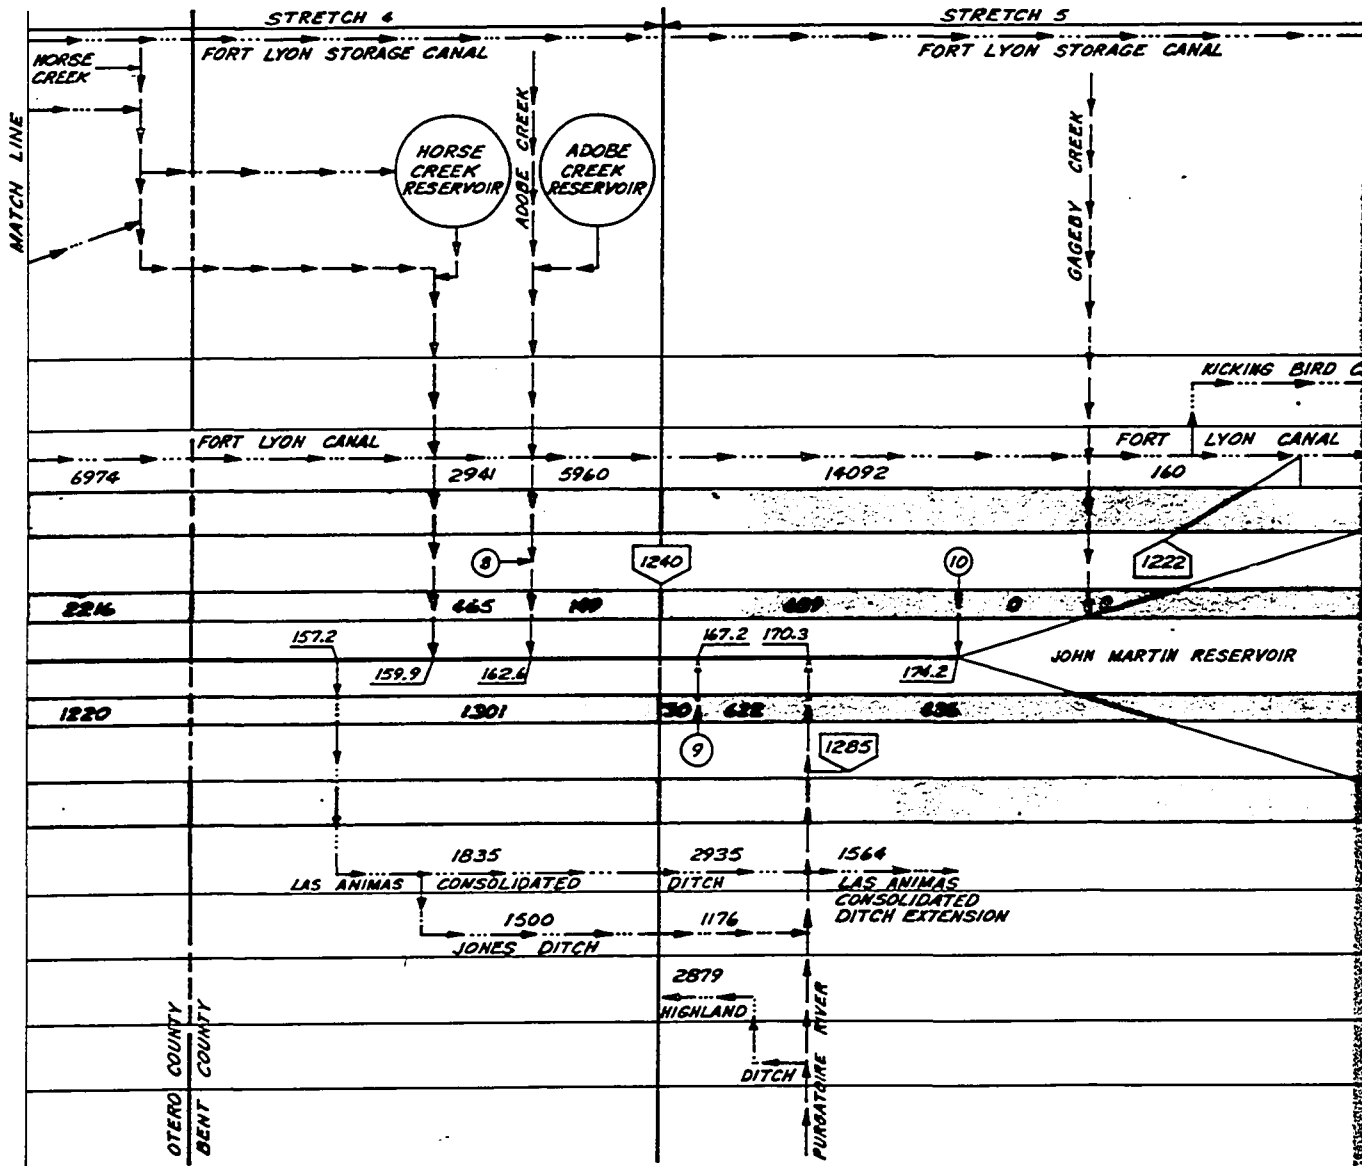 STRETCH 4
STRETCH 5
FORT LYON STORAGE CANAL
FORT LYON STORAGE CANAL
HORSE
CREEK
MATCH LINE
HORSE
CREEK
RESERVOIR
ADOBE CREEK
ADOBE
CREEK
RESERVOIR
GAGEBY CREEK
KICKING BIRD
FORT LYON CANAL
FORT LYON CANAL
6974
2941
5960
14092
160
8
1240
10
1222
2216
465
0
157.2
167.2
170.3
159.9
162.6
174.2
JOHN MARTIN RESERVOIR
1220
1301
30
622
9
1285
1835
2935
1564
LAS ANIMAS CONSOLIDATED DITCH
LAS ANIMAS
CONSOLIDATED
DITCH EXTENSION
1500
1176
JONES DITCH
2879
HIGHLAND
DITCH
PURGATOIRE RIVER
OTERO COUNTY
BENT COUNTY